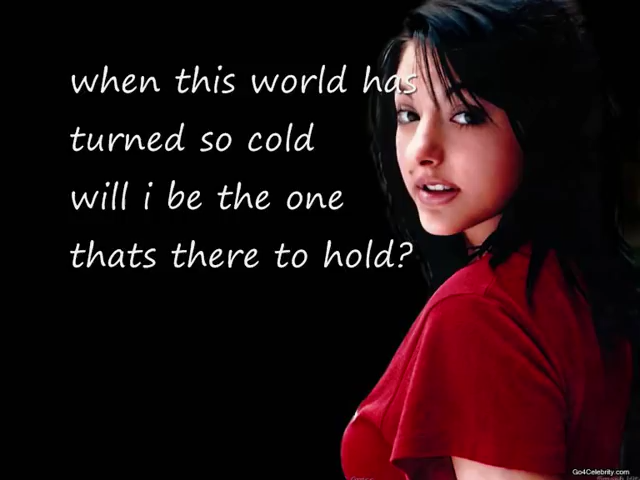 when this world has
turned so cold
will i be the one
thats there to hold?
Go4Celebrity.com